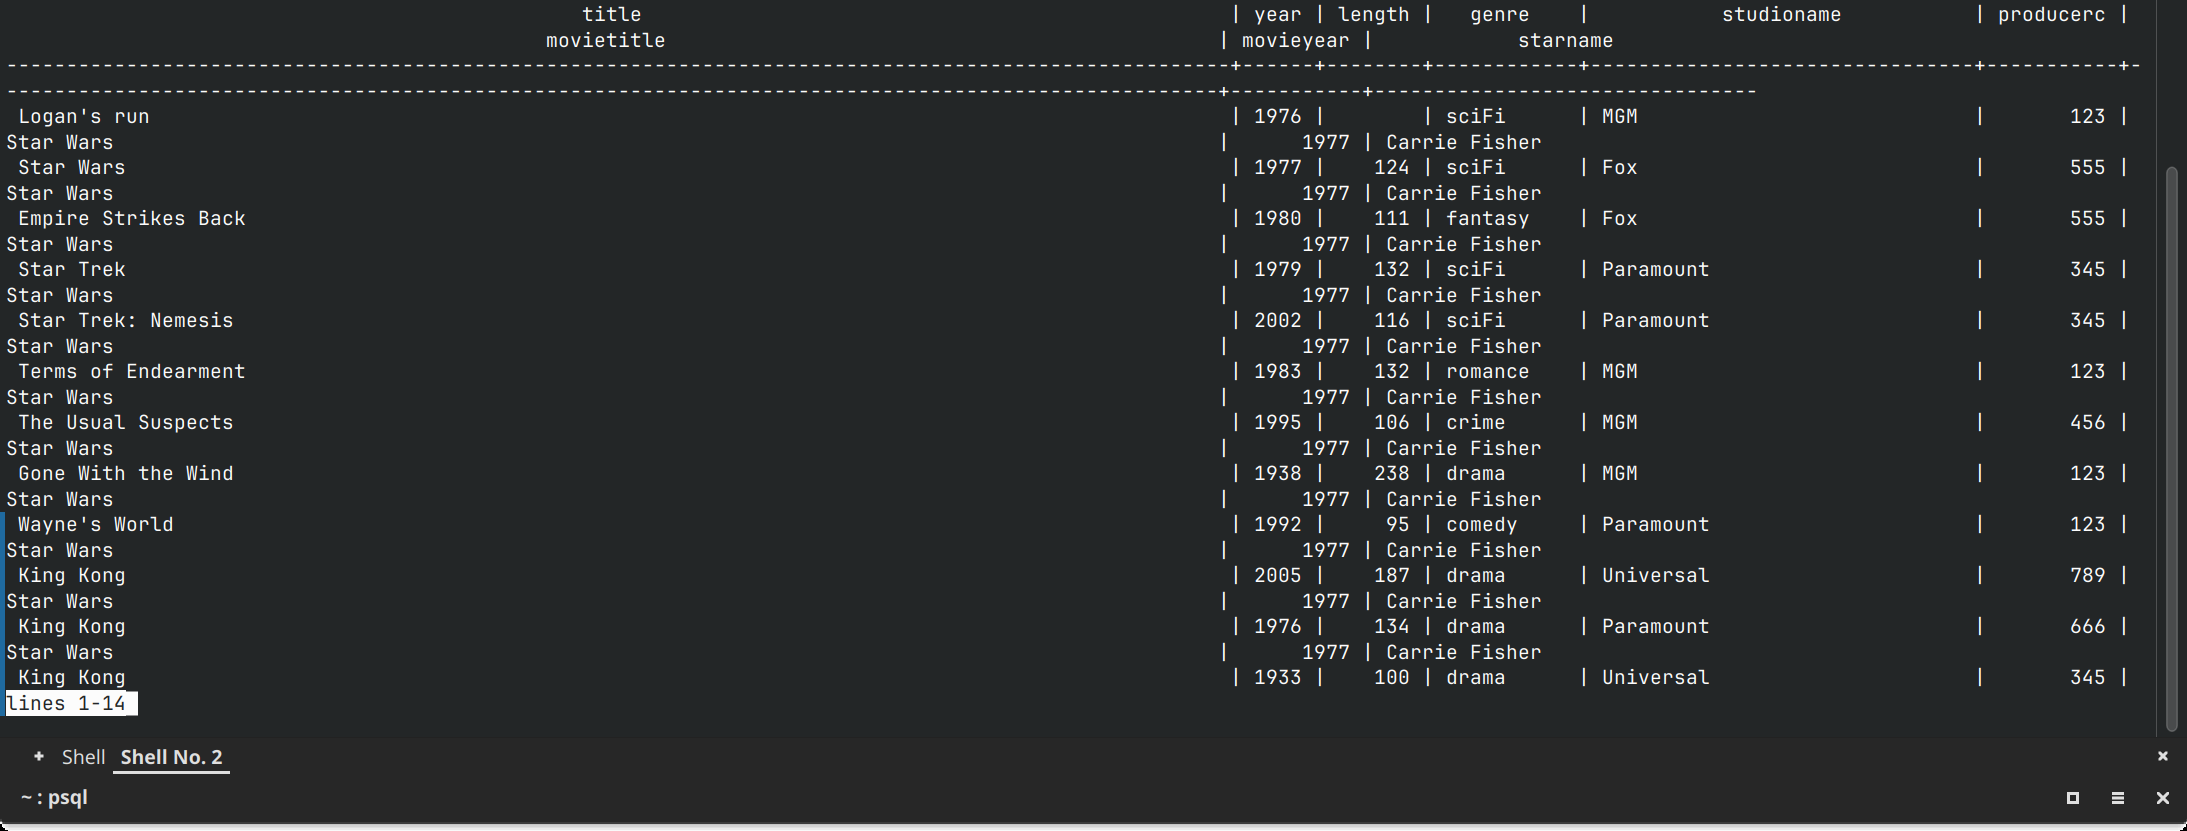 title | year | length | genre | studioname | producerc |
movietitle | movieyear | starname
------------------------------------------------------------------------------------------------------+------+--------+------------+--------------------------------+-----------+-
-----------------------------------------------------------------------------------------------------+-----------+--------------------------------
Logan's run | 1976 | | sciFi | MGM | 123 |
Star Wars | 1977 | Carrie Fisher
Star Wars | 1977 | 124 | sciFi | Fox | 555 |
Star Wars | 1977 | Carrie Fisher
Empire Strikes Back | 1980 | 111 | fantasy | Fox | 555 |
Star Wars | 1977 | Carrie Fisher
Star Trek | 1979 | 132 | sciFi | Paramount | 345 |
Star Wars | 1977 | Carrie Fisher
Star Trek: Nemesis | 2002 | 116 | sciFi | Paramount | 345 |
Star Wars | 1977 | Carrie Fisher
Terms of Endearment | 1983 | 132 | romance | MGM | 123 |
Star Wars | 1977 | Carrie Fisher
The Usual Suspects | 1995 | 106 | crime | MGM | 456 |
Star Wars | 1977 | Carrie Fisher
Gone With the Wind | 1938 | 238 | drama | MGM | 123 |
Star Wars | 1977 | Carrie Fisher
Wayne's World | 1992 | 95 | comedy | Paramount | 123 |
Star Wars | 1977 | Carrie Fisher
King Kong | 2005 | 187 | drama | Universal | 789 |
Star Wars | 1977 | Carrie Fisher
King Kong | 1976 | 134 | drama | Paramount | 666 |
Star Wars | 1977 | Carrie Fisher
King Kong | 1933 | 100 | drama | Universal | 345 |
lines 1-14
Shell Shell No. 2
~ : psql